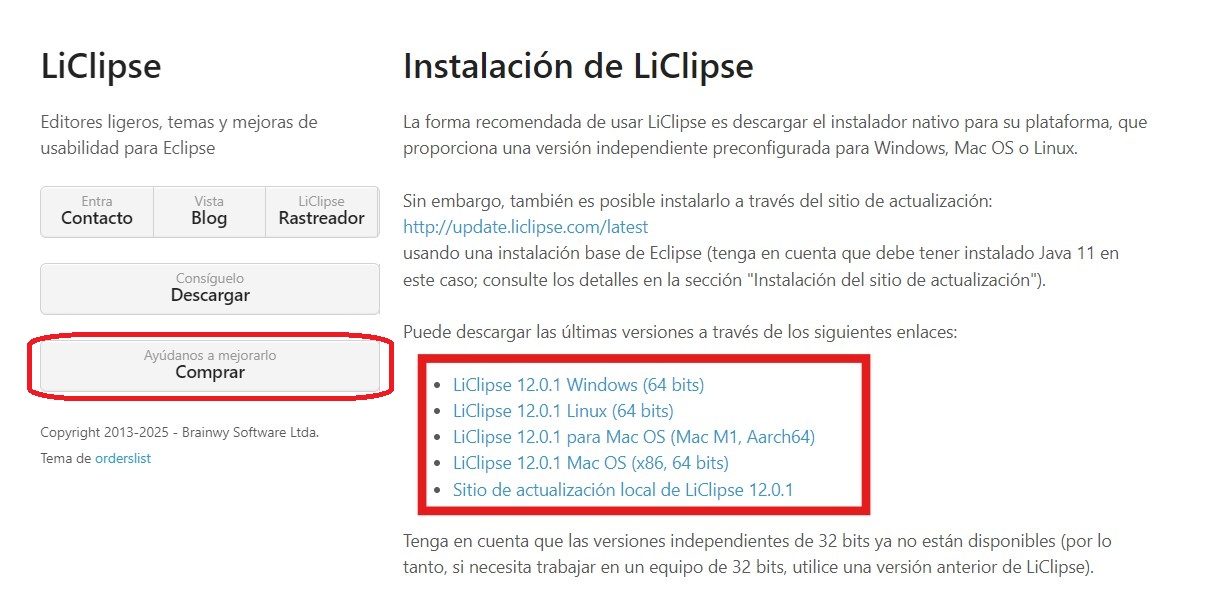 LiClipse
Editores ligeros, temas y mejoras de
usabilidad para Eclipse
Entra
Contacto
Vista
Blog
LiClipse
Rastreador
Consíguelo
Descargar
Ayúdanos a mejorarlo
Comprar
Copyright 2013-2025 - Brainwy Software Ltda.
Tema de orderslist
Instalación de LiClipse
La forma recomendada de usar LiClipse es descargar el instalador nativo para su plataforma, que
proporciona una versión independiente preconfigurada para Windows, Mac OS o Linux.
Sin embargo, también es posible instalarlo a través del sitio de actualización:
http://update.liclipse.com/latest
usando una instalación base de Eclipse (tenga en cuenta que debe tener instalado Java 11 en
este caso; consulte los detalles en la sección "Instalación del sitio de actualización").
Puede descargar las últimas versiones a través de los siguientes enlaces:
• LiClipse 12.0.1 Windows (64 bits)
• LiClipse 12.0.1 Linux (64 bits)
• LiClipse 12.0.1 para Mac OS (Mac M1, Aarch64)
• LiClipse 12.0.1 Mac OS (x86, 64 bits)
• Sitio de actualización local de LiClipse 12.0.1
Tenga en cuenta que las versiones independientes de 32 bits ya no están disponibles (por lo
tanto, si necesita trabajar en un equipo de 32 bits, utilice una versión anterior de LiClipse).